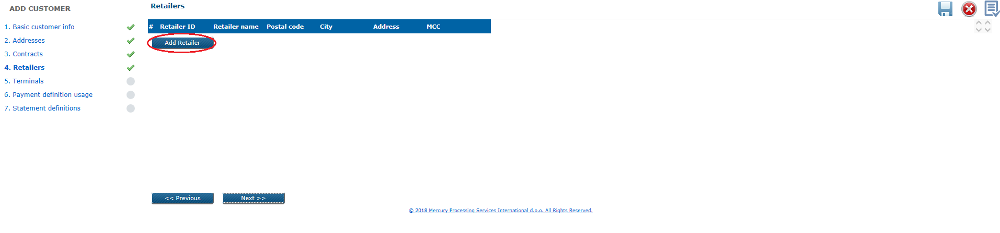 ADD CUSTOMER
1. Basic customer info
2. Addresses
3. Contracts
4. Retailers
5. Terminals
6. Payment definition usage
7. Statement definitions
Retailers
# Retailer ID Retailer name Postal code City Address MCC
Add Retailer
<< Previous Next >>
© 2018 Mercury Processing Services International d.o.o. All Rights Reserved.